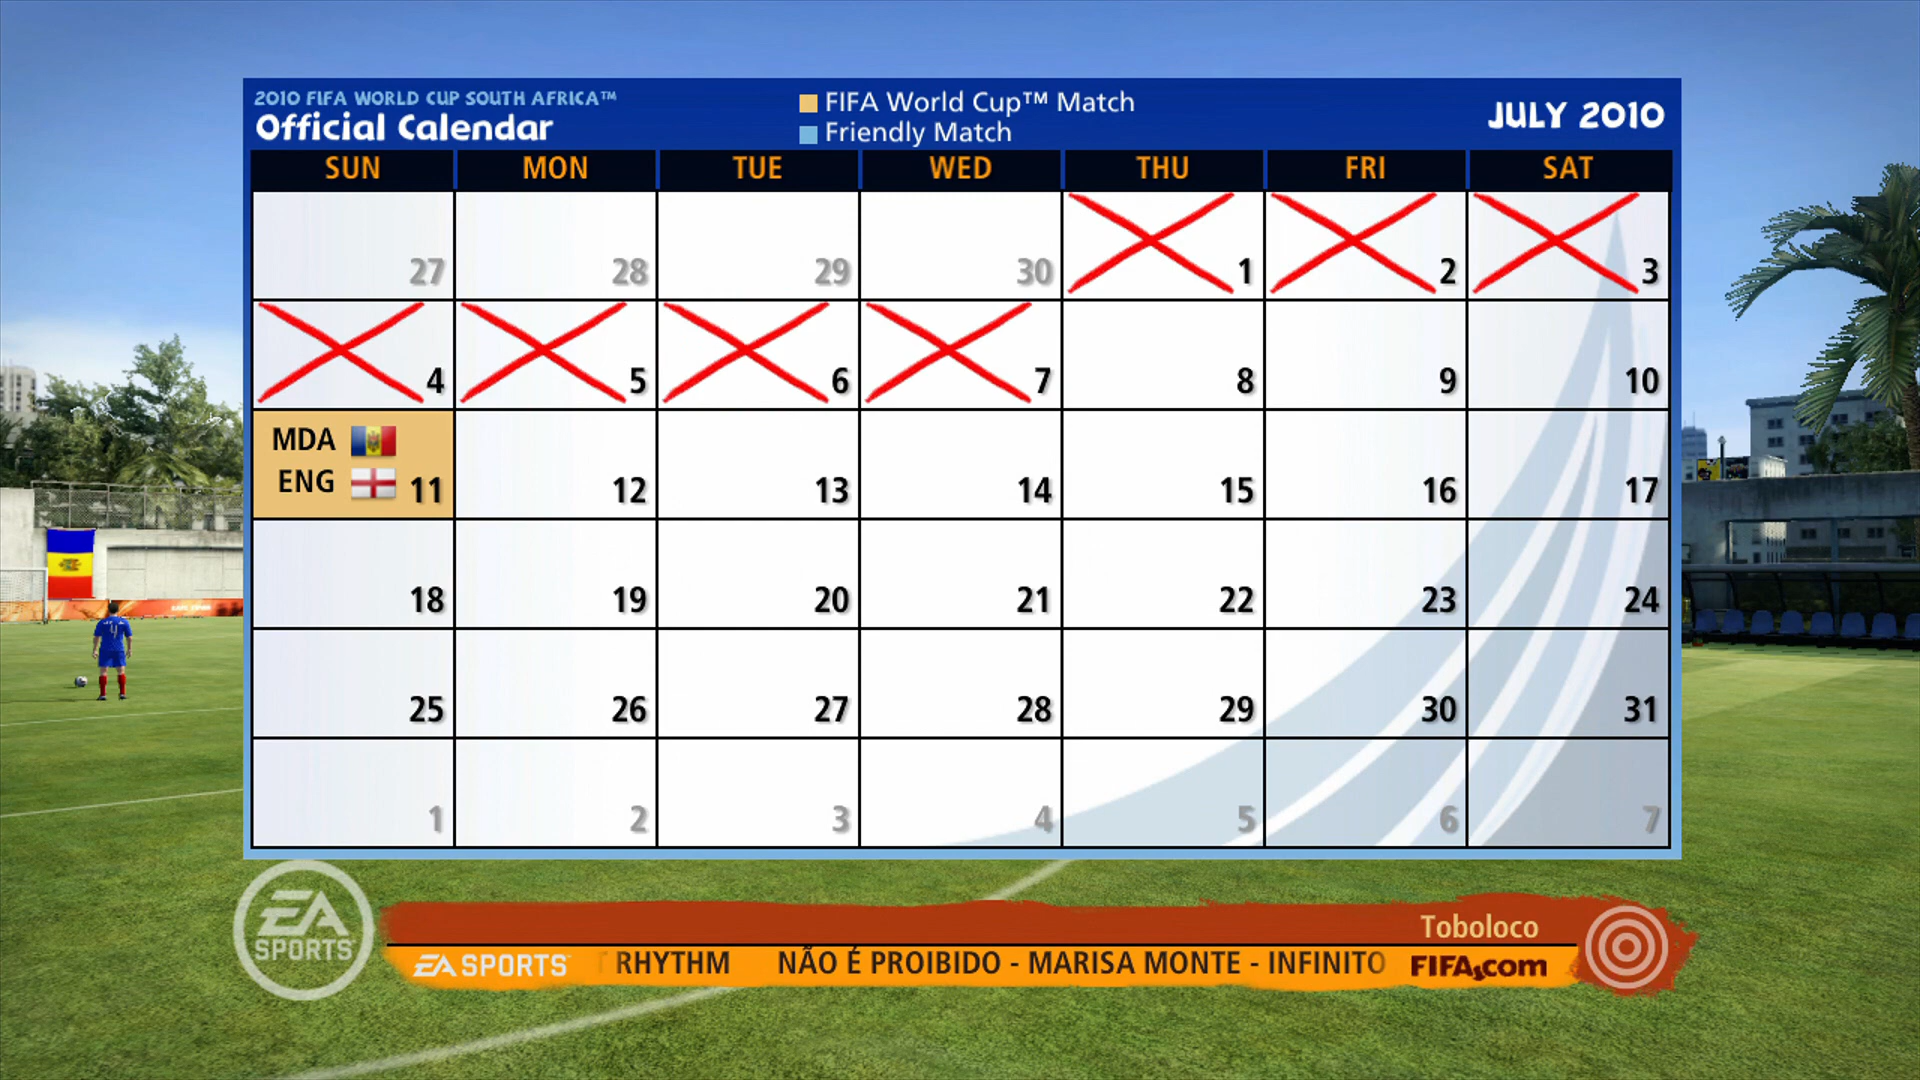 2010 FIFA WORLD CUP SOUTH AFRICA™
Official Calendar
FIFA World Cup™ Match
Friendly Match
JULY 2010
SUN MON TUE WED THU FRI SAT
27 28 29 30 1 2 3
4 5 6 7 8 9 10
MDA
ENG
11 12 13 14 15 16 17
18 19 20 21 22 23 24
25 26 27 28 29 30 31
1 2 3 4 5 6 7
4
EA
SPORTS™
Toboloco
EA SPORTS™ RHYTHM NÃO É PROIBIDO - MARISA MONTE - INFINITO FIFA.com